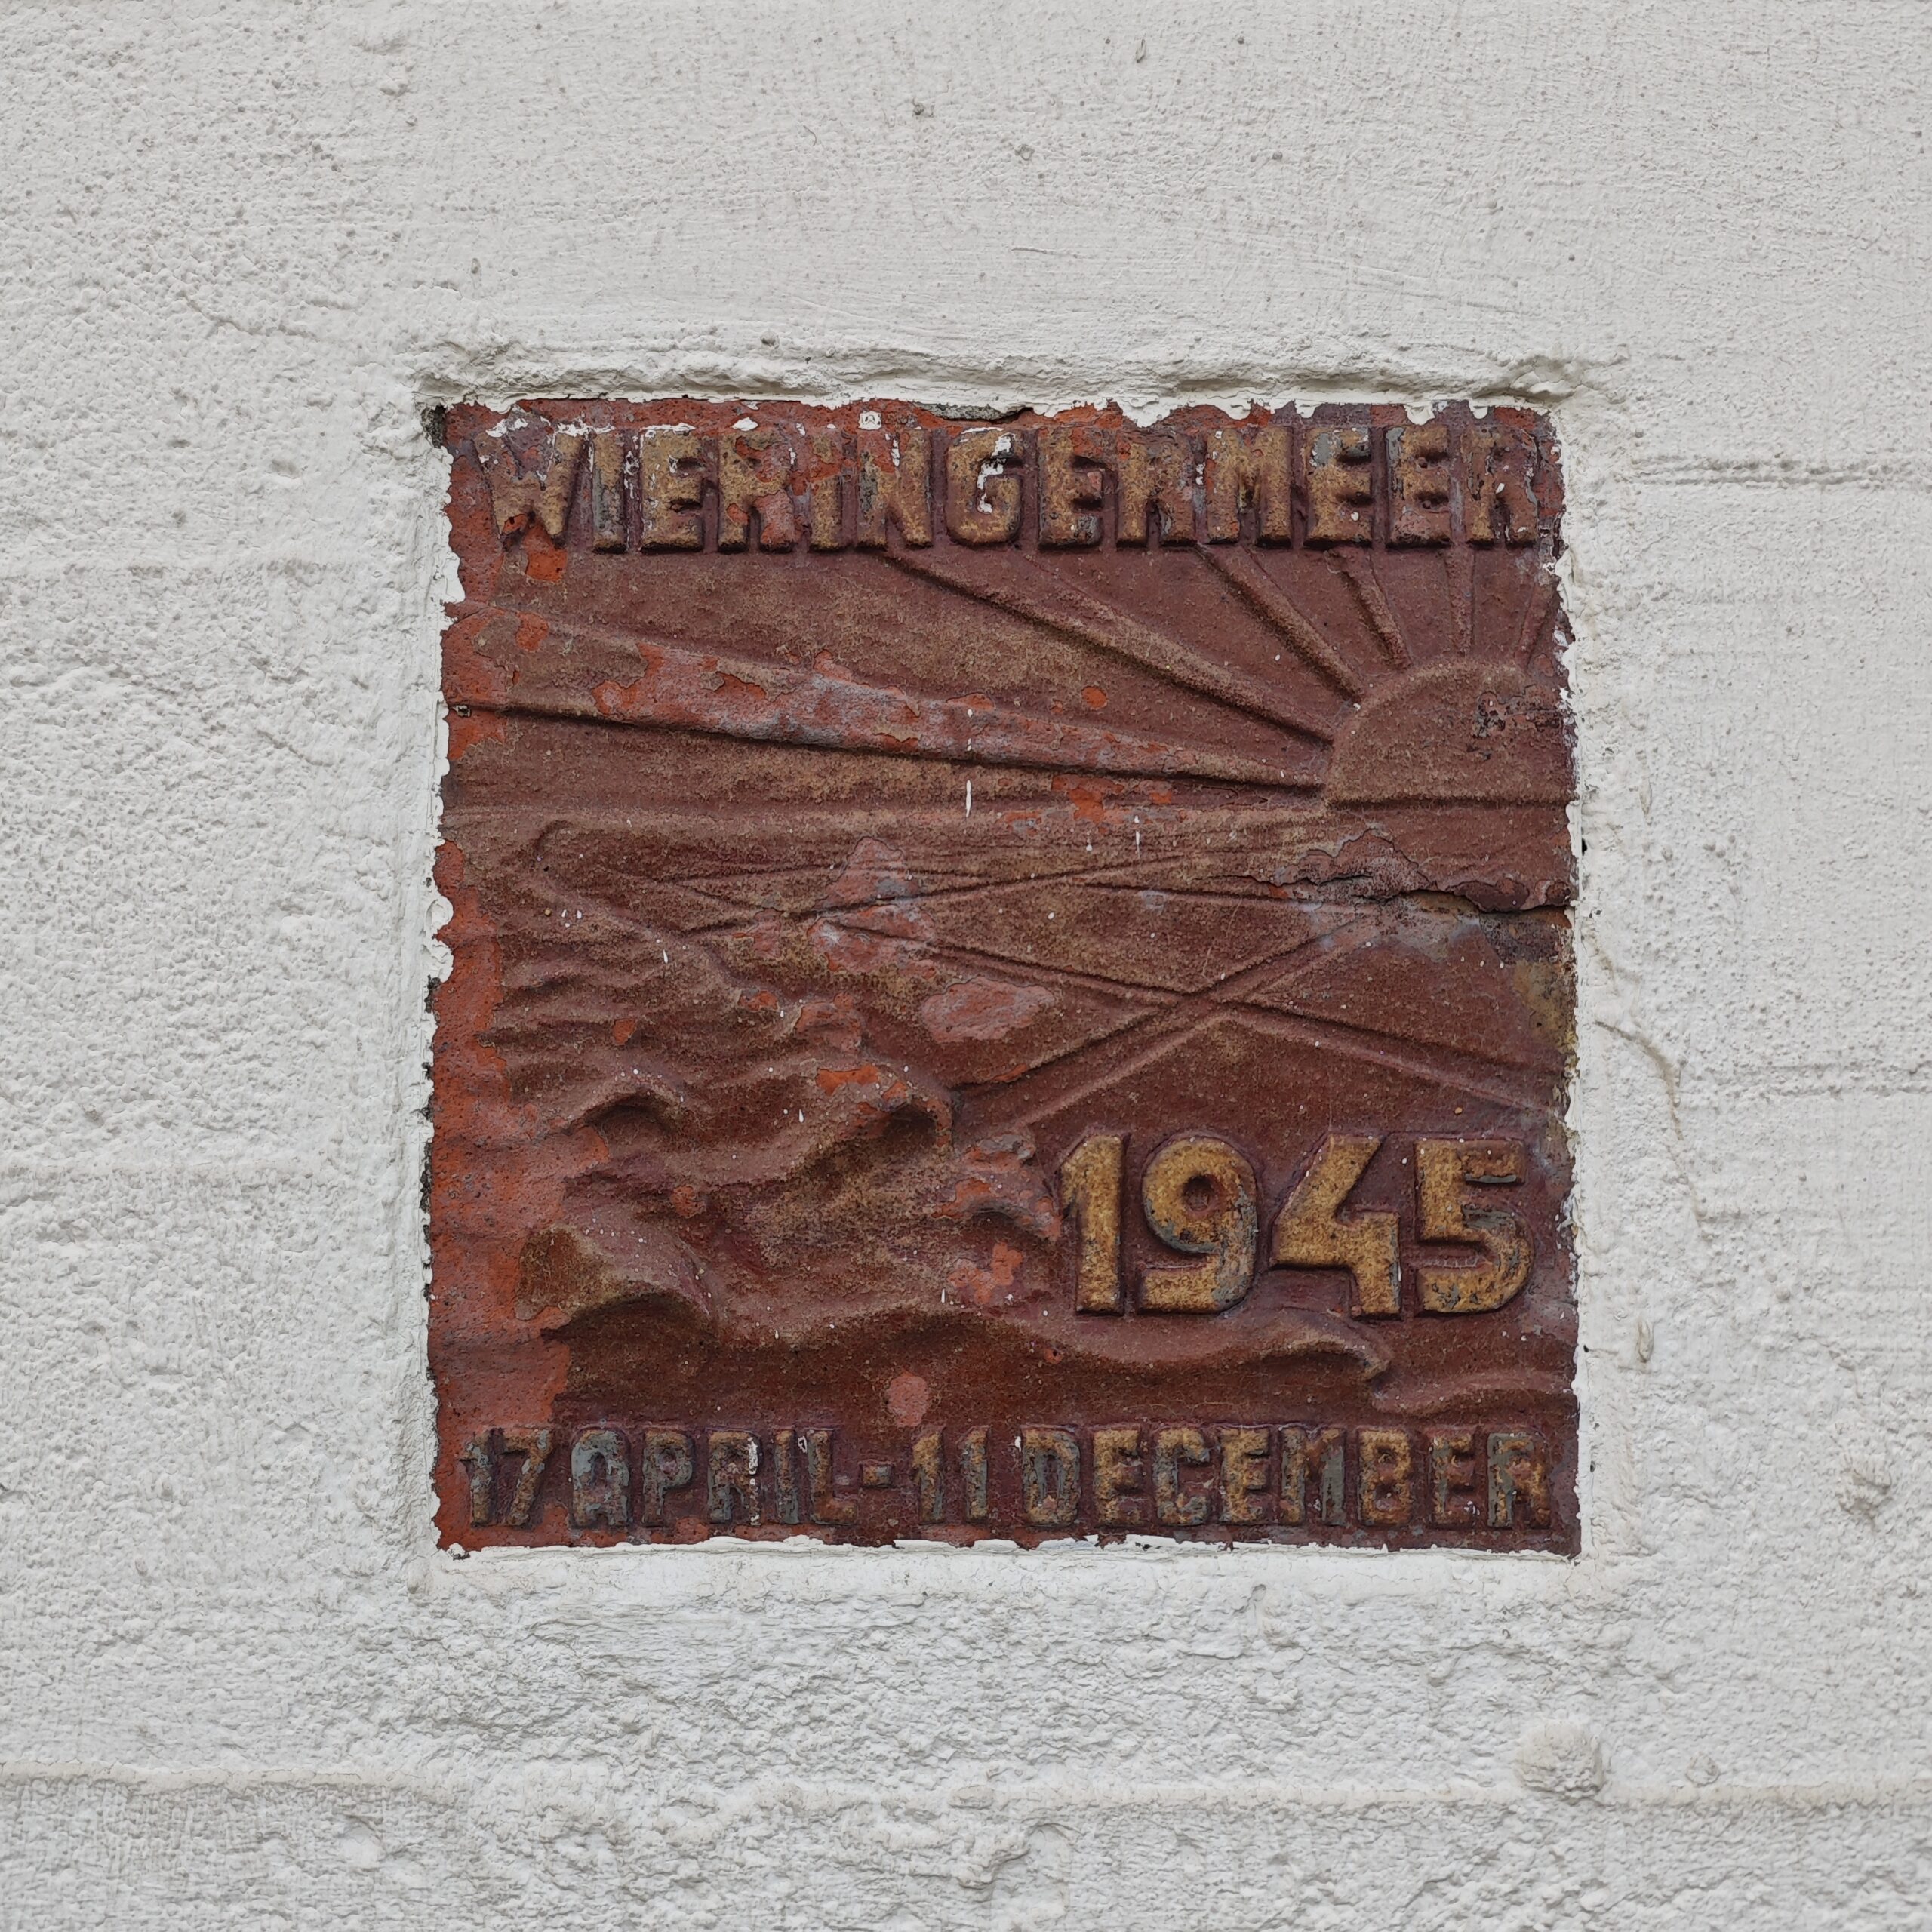 WIERINGERMEER
1945
17 APRIL - 11 DECEMBER